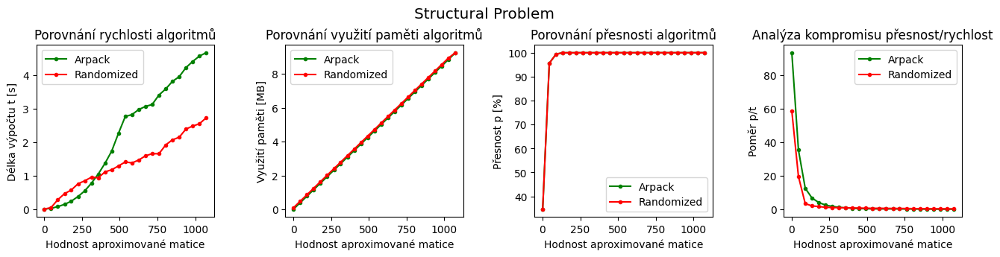 Structural Problem
Porovnání rychlosti algoritmů
Délka výpočtu t [s]
4
3
2
1
0
Arpack
Randomized
0 250 500 750 1000
Hodnost aproximované matice
Porovnání využití paměti algoritmů
Využití paměti [MB]
8
6
4
2
0
Arpack
Randomized
0 250 500 750 1000
Hodnost aproximované matice
Porovnání přesnosti algoritmů
Přesnost p [%]
100
90
80
70
60
50
40
Arpack
Randomized
0 250 500 750 1000
Hodnost aproximované matice
Analýza kompromisu přesnost/rychlost
Poměr p/t
80
60
40
20
0
Arpack
Randomized
0 500 1000
Hodnost aproximované matice